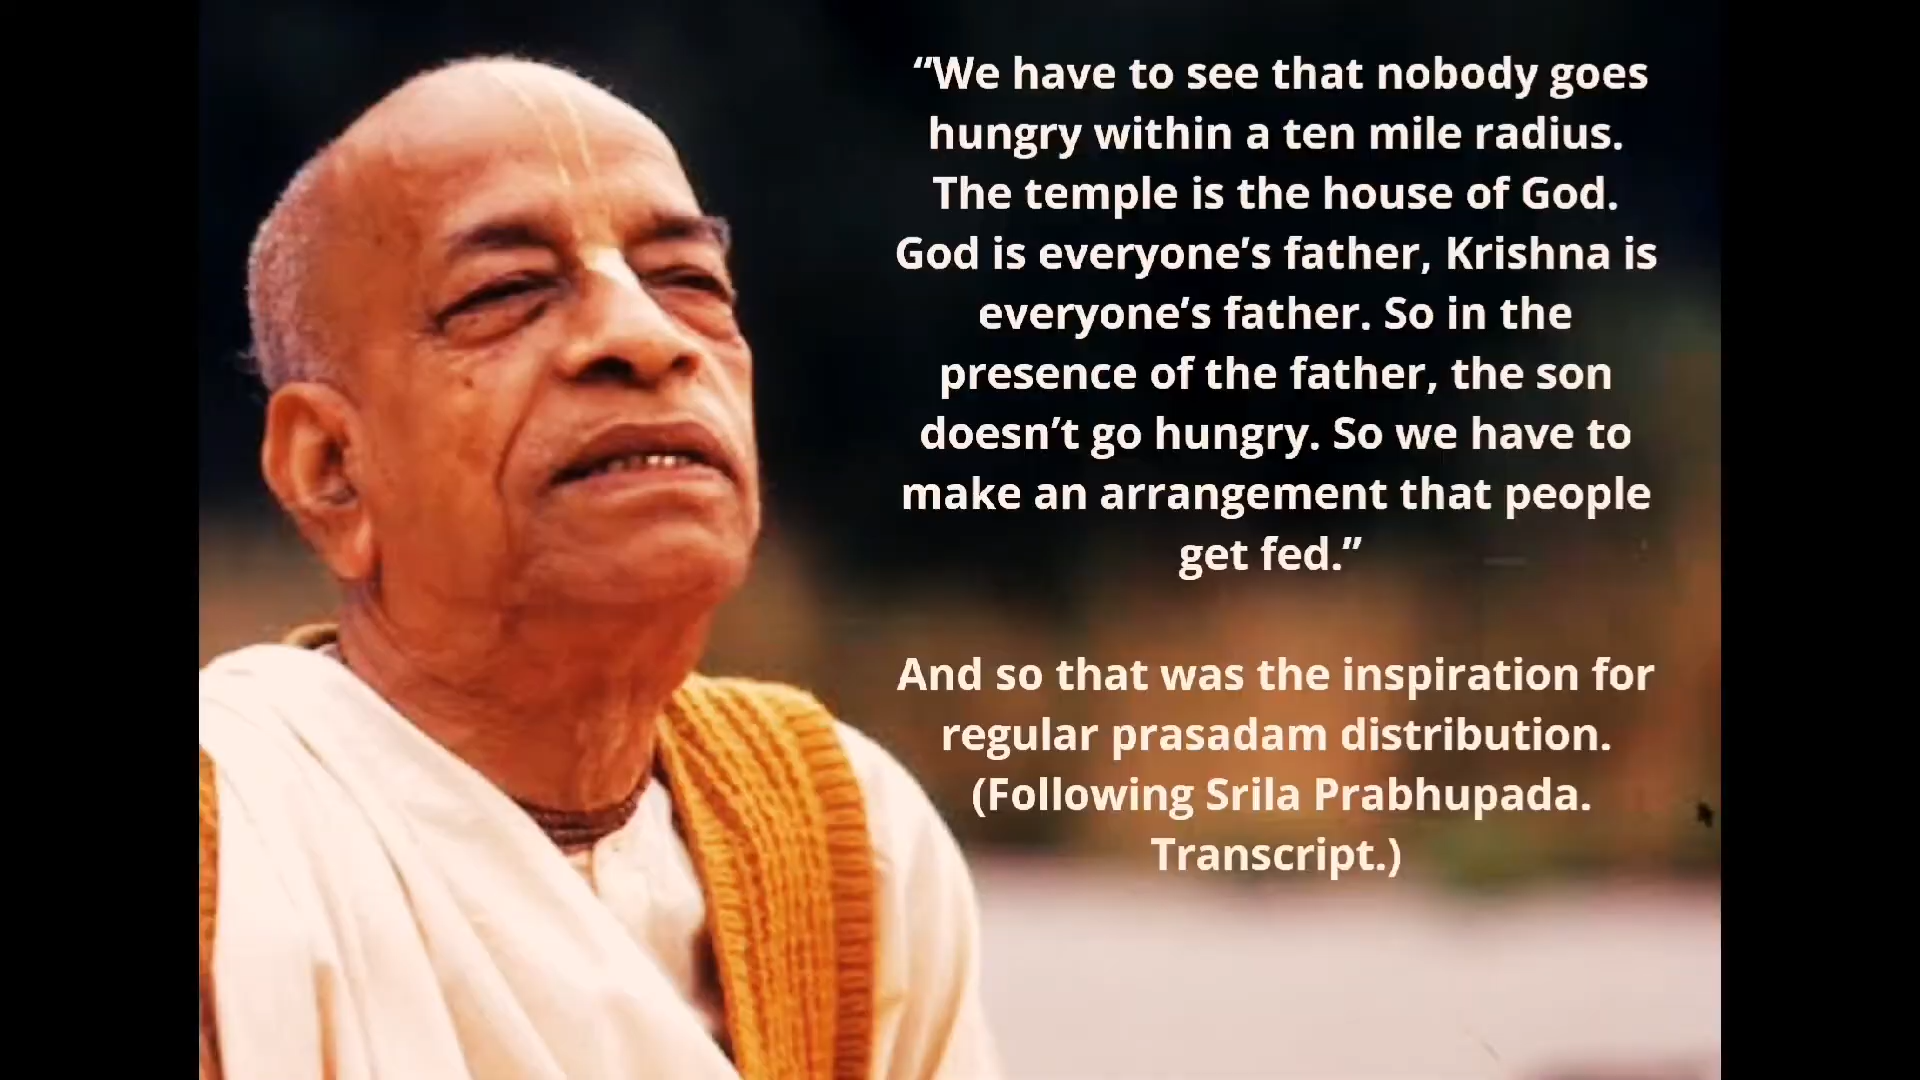 “We have to see that nobody goes
hungry within a ten mile radius.
The temple is the house of God.
God is everyone’s father, Krishna is
everyone’s father. So in the
presence of the father, the son
doesn’t go hungry. So we have to
make an arrangement that people
get fed.”
And so that was the inspiration for
regular prasadam distribution.
(Following Srila Prabhupada.
Transcript.)